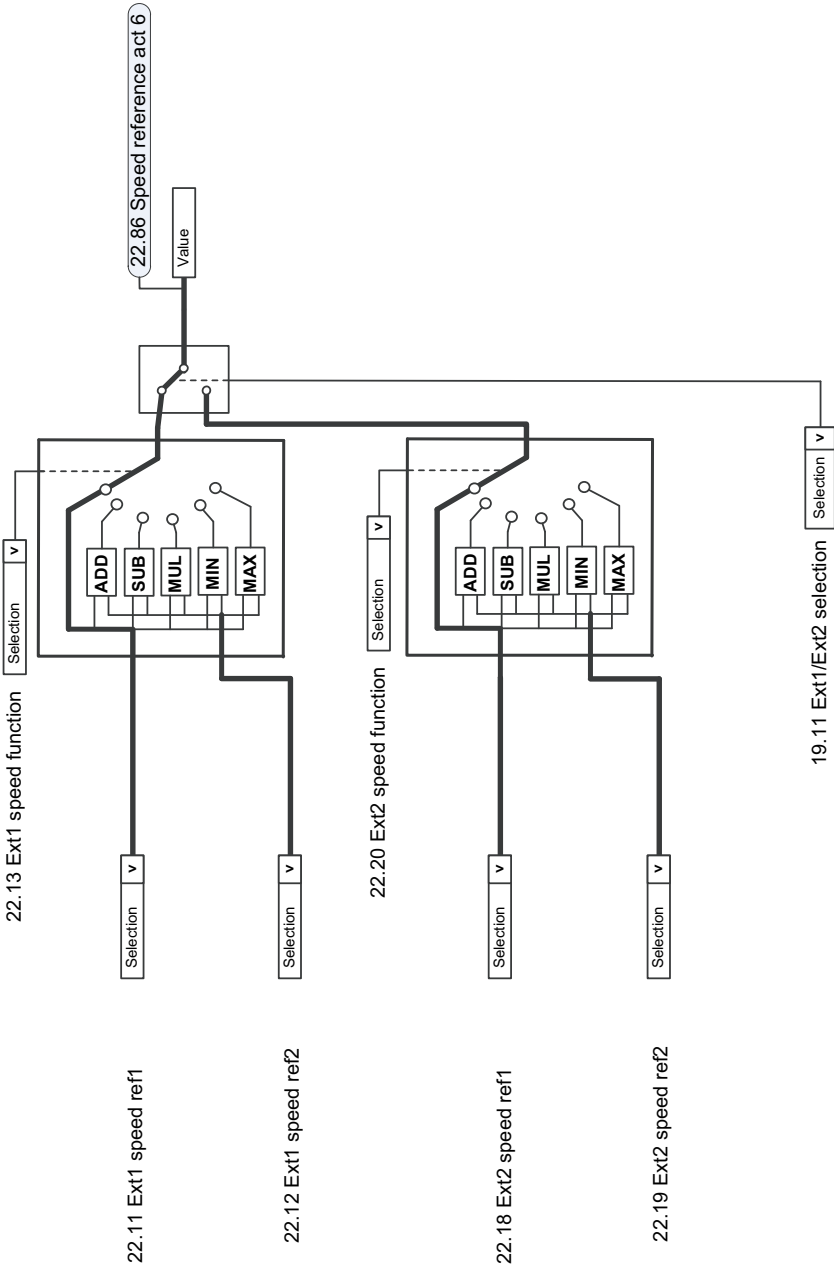 22.11 Ext1 speed ref1
Selection
v
22.12 Ext1 speed ref2
Selection
v
22.13 Ext1 speed function
Selection
v
ADD
SUB
MUL
MIN
MAX
22.18 Ext2 speed ref1
Selection
v
22.19 Ext2 speed ref2
Selection
v
22.20 Ext2 speed function
Selection
v
ADD
SUB
MUL
MIN
MAX
19.11 Ext1/Ext2 selection
Selection
v
22.86 Speed reference act 6
Value